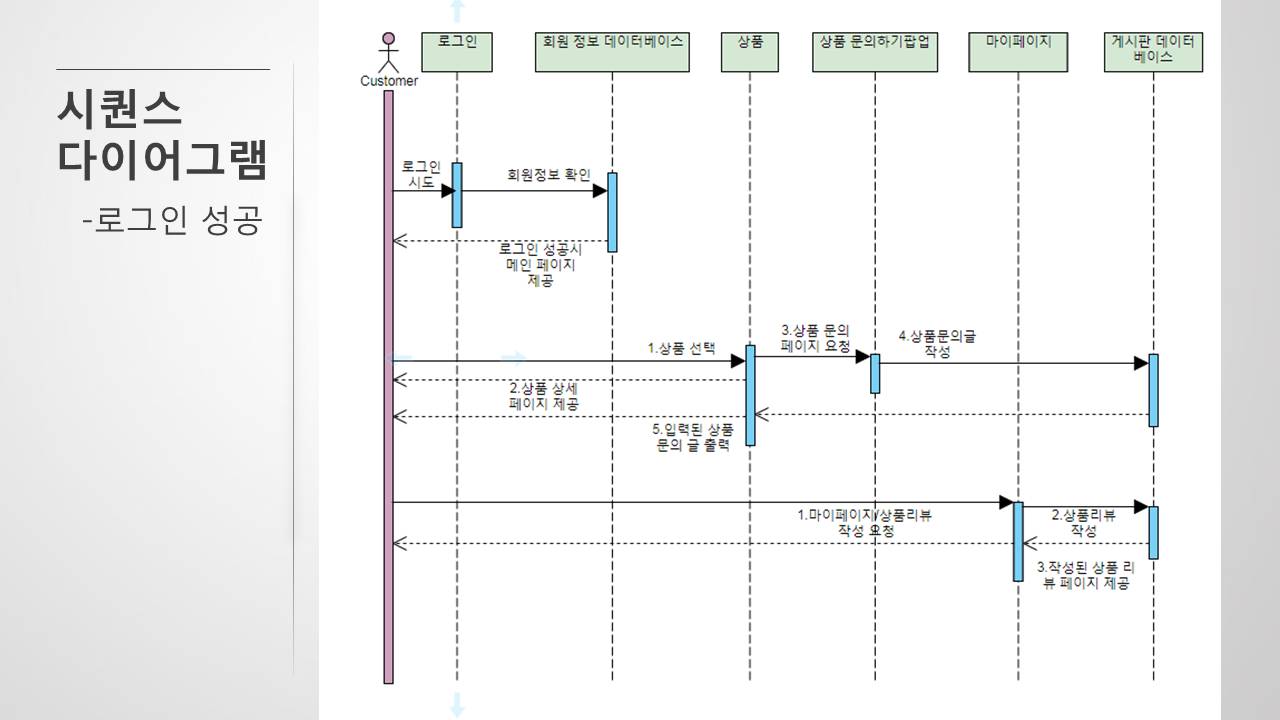 시퀀스
다이어그램
-로그인 성공
Customer
로그인
회원 정보 데이터베이스
상품
상품 문의하기팝업
마이페이지
게시판 데이터
베이스
로그인
시도
회원정보 확인
로그인 성공시
메인 페이지
제공
1.상품 선택
3.상품 문의
페이지 요청
4.상품문의글
작성
2.상품 상세
페이지 제공
5.입력된 상품
문의 글 출력
1.마이페이지/상품리뷰
작성 요청
2.상품리뷰
작성
3.작성된 상품 리
뷰 페이지 제공